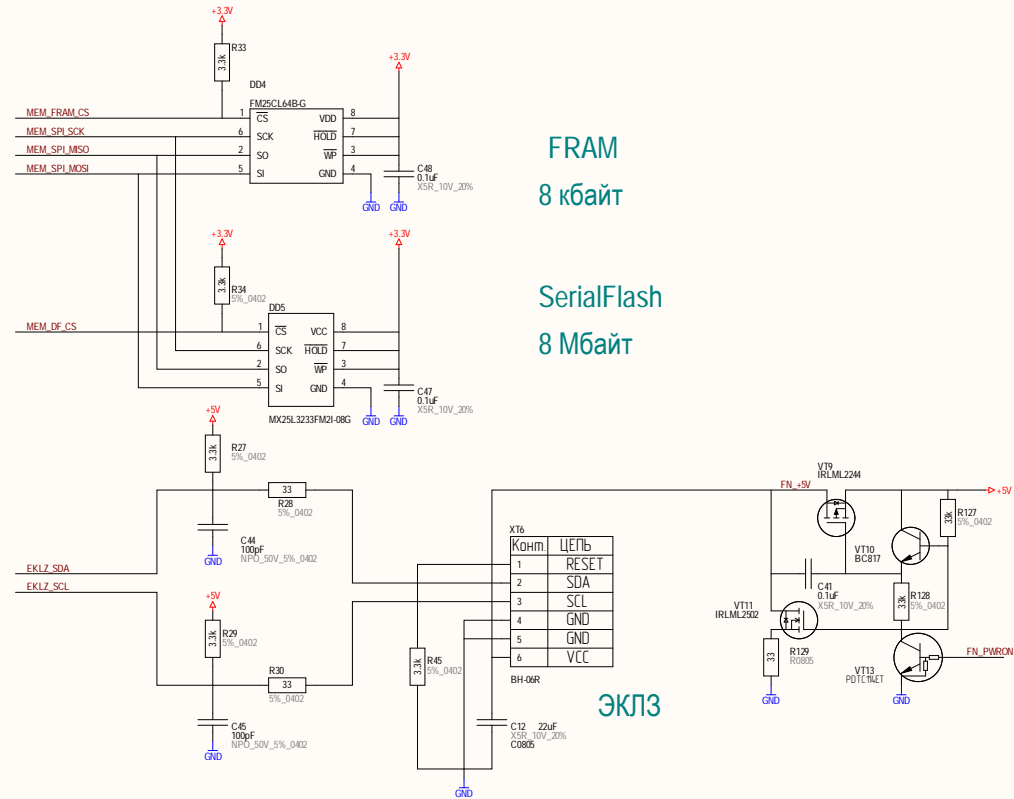 +3.3V
3.3k
R33
+3.3V
DD4
FM25CL64B-G
MEM_FRAM_CS
1
CS
VDD
8
MEM_SPI_SCK
6
SCK
HOLD
7
MEM_SPI_MISO
2
SO
WP
3
MEM_SPI_MOSI
5
SI
GND
4
C48
0.1uF
X5R_10V_20%
GND
GND
FRAM
8 кбайт
+3.3V
+3.3V
3.3k
R34
5%_0402
DD5
MEM_DF_CS
1
CS
VCC
8
6
SCK
HOLD
7
2
SO
WP
3
5
SI
GND
4
C47
0.1uF
X5R_10V_20%
MX25L3233FM2I-08G
GND
GND
SerialFlash
8 Мбайт
+5V
3.3k
R27
5%_0402
33
R28
5%_0402
C44
100pF
NPO_50V_5%_0402
GND
EKLZ_SDA
EKLZ_SCL
+5V
3.3k
R29
5%_0402
R30
33
5%_0402
C45
100pF
NPO_50V_5%_0402
GND
3.3k
R45
5%_0402
XT6
Конт. ЦЕПЬ
1 RESET
2 SDA
3 SCL
4 GND
5 GND
6 VCC
BH-06R
ЭКЛЗ
C12 22uF
X5R_10V_20%
C0805
GND
VT9
IRLML2244
FN_+5V
+5V
33k
R127
5%_0402
VT10
BC817
C41
0.1uF
X5R_10V_20%
33k
R128
5%_0402
VT11
IRLML2502
33
R129
R0805
GND
VT13
PDTC114ET
FN_PWRON
GND